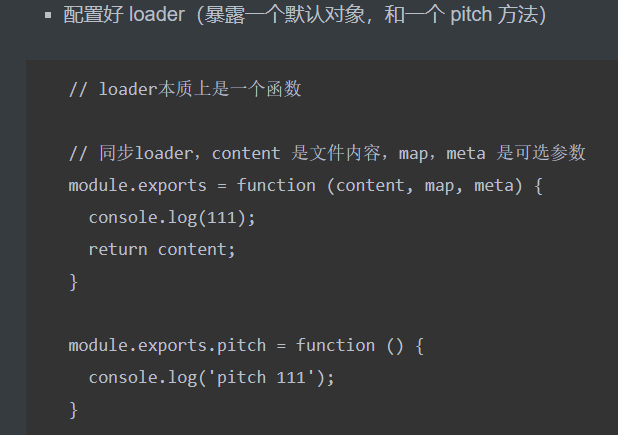 ▪ 配置好 loader（暴露一个默认对象，和一个 pitch 方法）
// loader本质上是一个函数
// 同步loader，content 是文件内容，map，meta 是可选参数
module.exports = function (content, map, meta) {
  console.log(111);
  return content;
}
module.exports.pitch = function () {
  console.log('pitch 111');
}